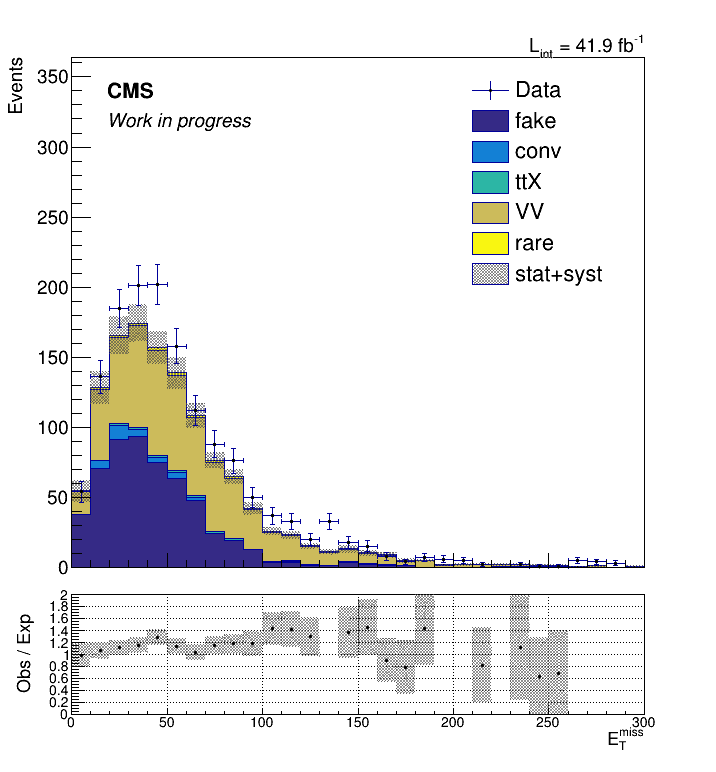 L_int = 41.9 fb^-1
Events
350
300
250
200
150
100
50
0
CMS
Work in progress
Data
fake
conv
ttX
VV
rare
stat+syst
Obs / Exp
2
1.8
1.6
1.4
1.2
1
0.8
0.6
0.4
0.2
0
0 50 100 150 200 250 300
E_T^miss